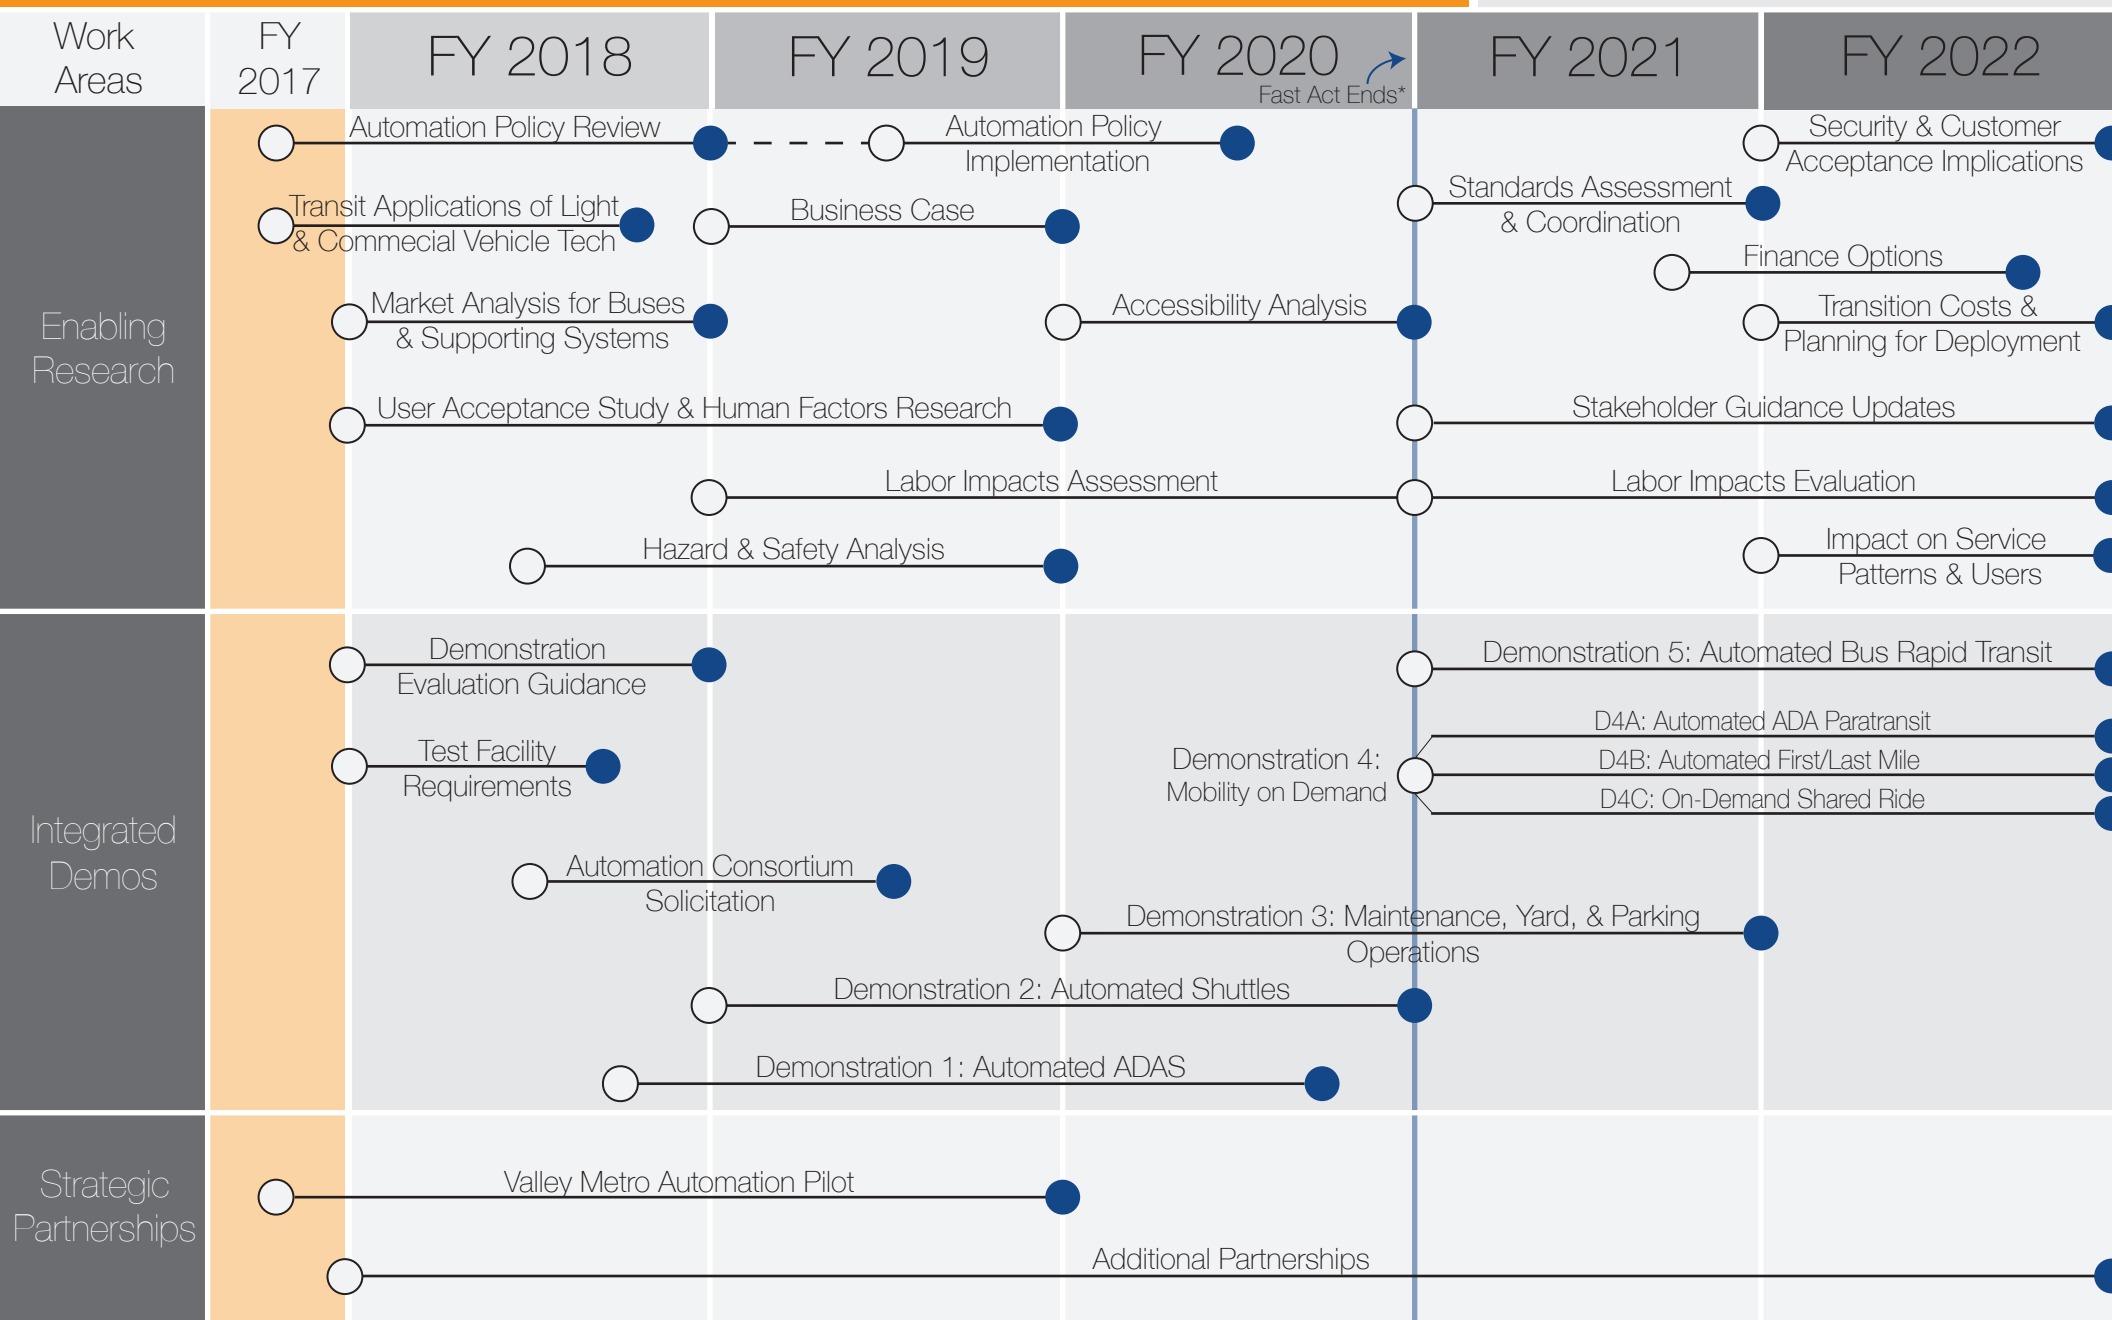 Work
Areas
FY
2017
FY 2018
FY 2019
FY 2020
Fast Act Ends*
FY 2021
FY 2022
Enabling
Research
Automation Policy Review
Automation Policy
Implementation
Security & Customer
Acceptance Implications
Transit Applications of Light
& Commecial Vehicle Tech
Business Case
Standards Assessment
& Coordination
Finance Options
Market Analysis for Buses
& Supporting Systems
Accessibility Analysis
Transition Costs &
Planning for Deployment
User Acceptance Study & Human Factors Research
Stakeholder Guidance Updates
Labor Impacts Assessment
Labor Impacts Evaluation
Hazard & Safety Analysis
Impact on Service
Patterns & Users
Integrated
Demos
Demonstration
Evaluation Guidance
Demonstration 5: Automated Bus Rapid Transit
Test Facility
Requirements
Demonstration 4:
Mobility on Demand
D4A: Automated ADA Paratransit
D4B: Automated First/Last Mile
D4C: On-Demand Shared Ride
Automation Consortium
Solicitation
Demonstration 3: Maintenance, Yard, & Parking
Operations
Demonstration 2: Automated Shuttles
Demonstration 1: Automated ADAS
Strategic
Partnerships
Valley Metro Automation Pilot
Additional Partnerships